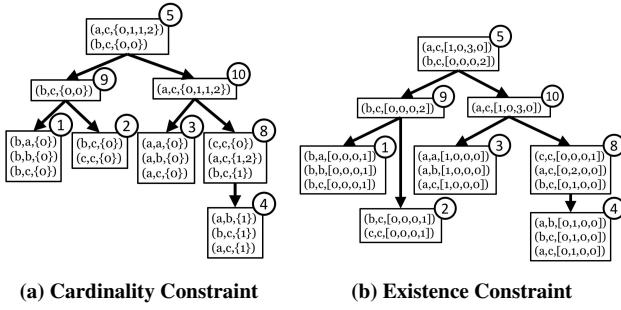 5
(a,c,{0,1,1,2})
(b,c,{0,0})
9
(b,c,{0,0})
10
(a,c,{0,1,1,2})
1
(b,a,{0})
(b,b,{0})
(b,c,{0})
2
(b,c,{0})
(c,c,{0})
3
(a,a,{0})
(a,b,{0})
(a,c,{0})
8
(c,c,{0})
(a,c,{1,2})
(b,c,{1})
4
(a,b,{1})
(b,c,{1})
(a,c,{1})
(a) Cardinality Constraint
5
(a,c,[1,0,3,0])
(b,c,[0,0,0,2])
9
(b,c,[0,0,0,2])
10
(a,c,[1,0,3,0])
1
(b,a,[0,0,0,1])
(b,b,[0,0,0,1])
(b,c,[0,0,0,1])
2
(b,c,[0,0,0,1])
(c,c,[0,0,0,1])
3
(a,a,[1,0,0,0])
(a,b,[1,0,0,0])
(a,c,[1,0,0,0])
8
(c,c,[0,0,0,1])
(a,c,[0,2,0,0])
(b,c,[0,1,0,0])
4
(a,b,[0,1,0,0])
(b,c,[0,1,0,0])
(a,c,[0,1,0,0])
(b) Existence Constraint